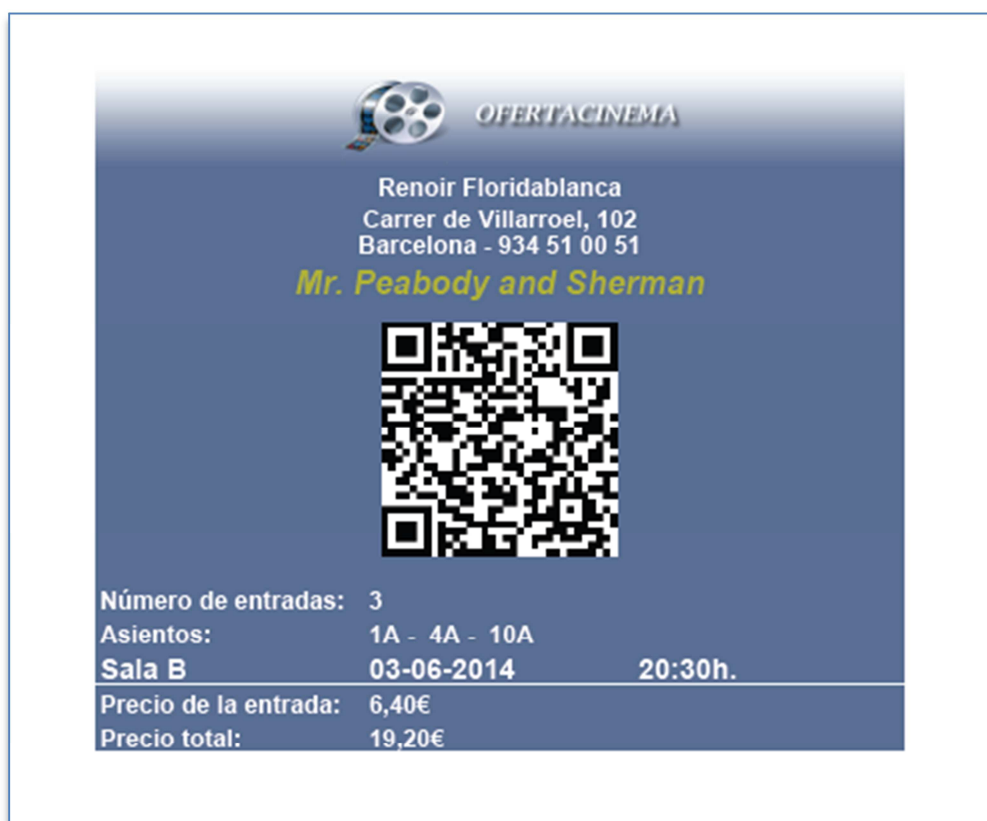 OFERTACINEMA
Renoir Floridablanca
Carrer de Villarroel, 102
Barcelona - 934 51 00 51
Mr. Peabody and Sherman
Número de entradas: 3
Asientos: 1A - 4A - 10A
Sala B 03-06-2014 20:30h.
Precio de la entrada: 6,40€
Precio total: 19,20€